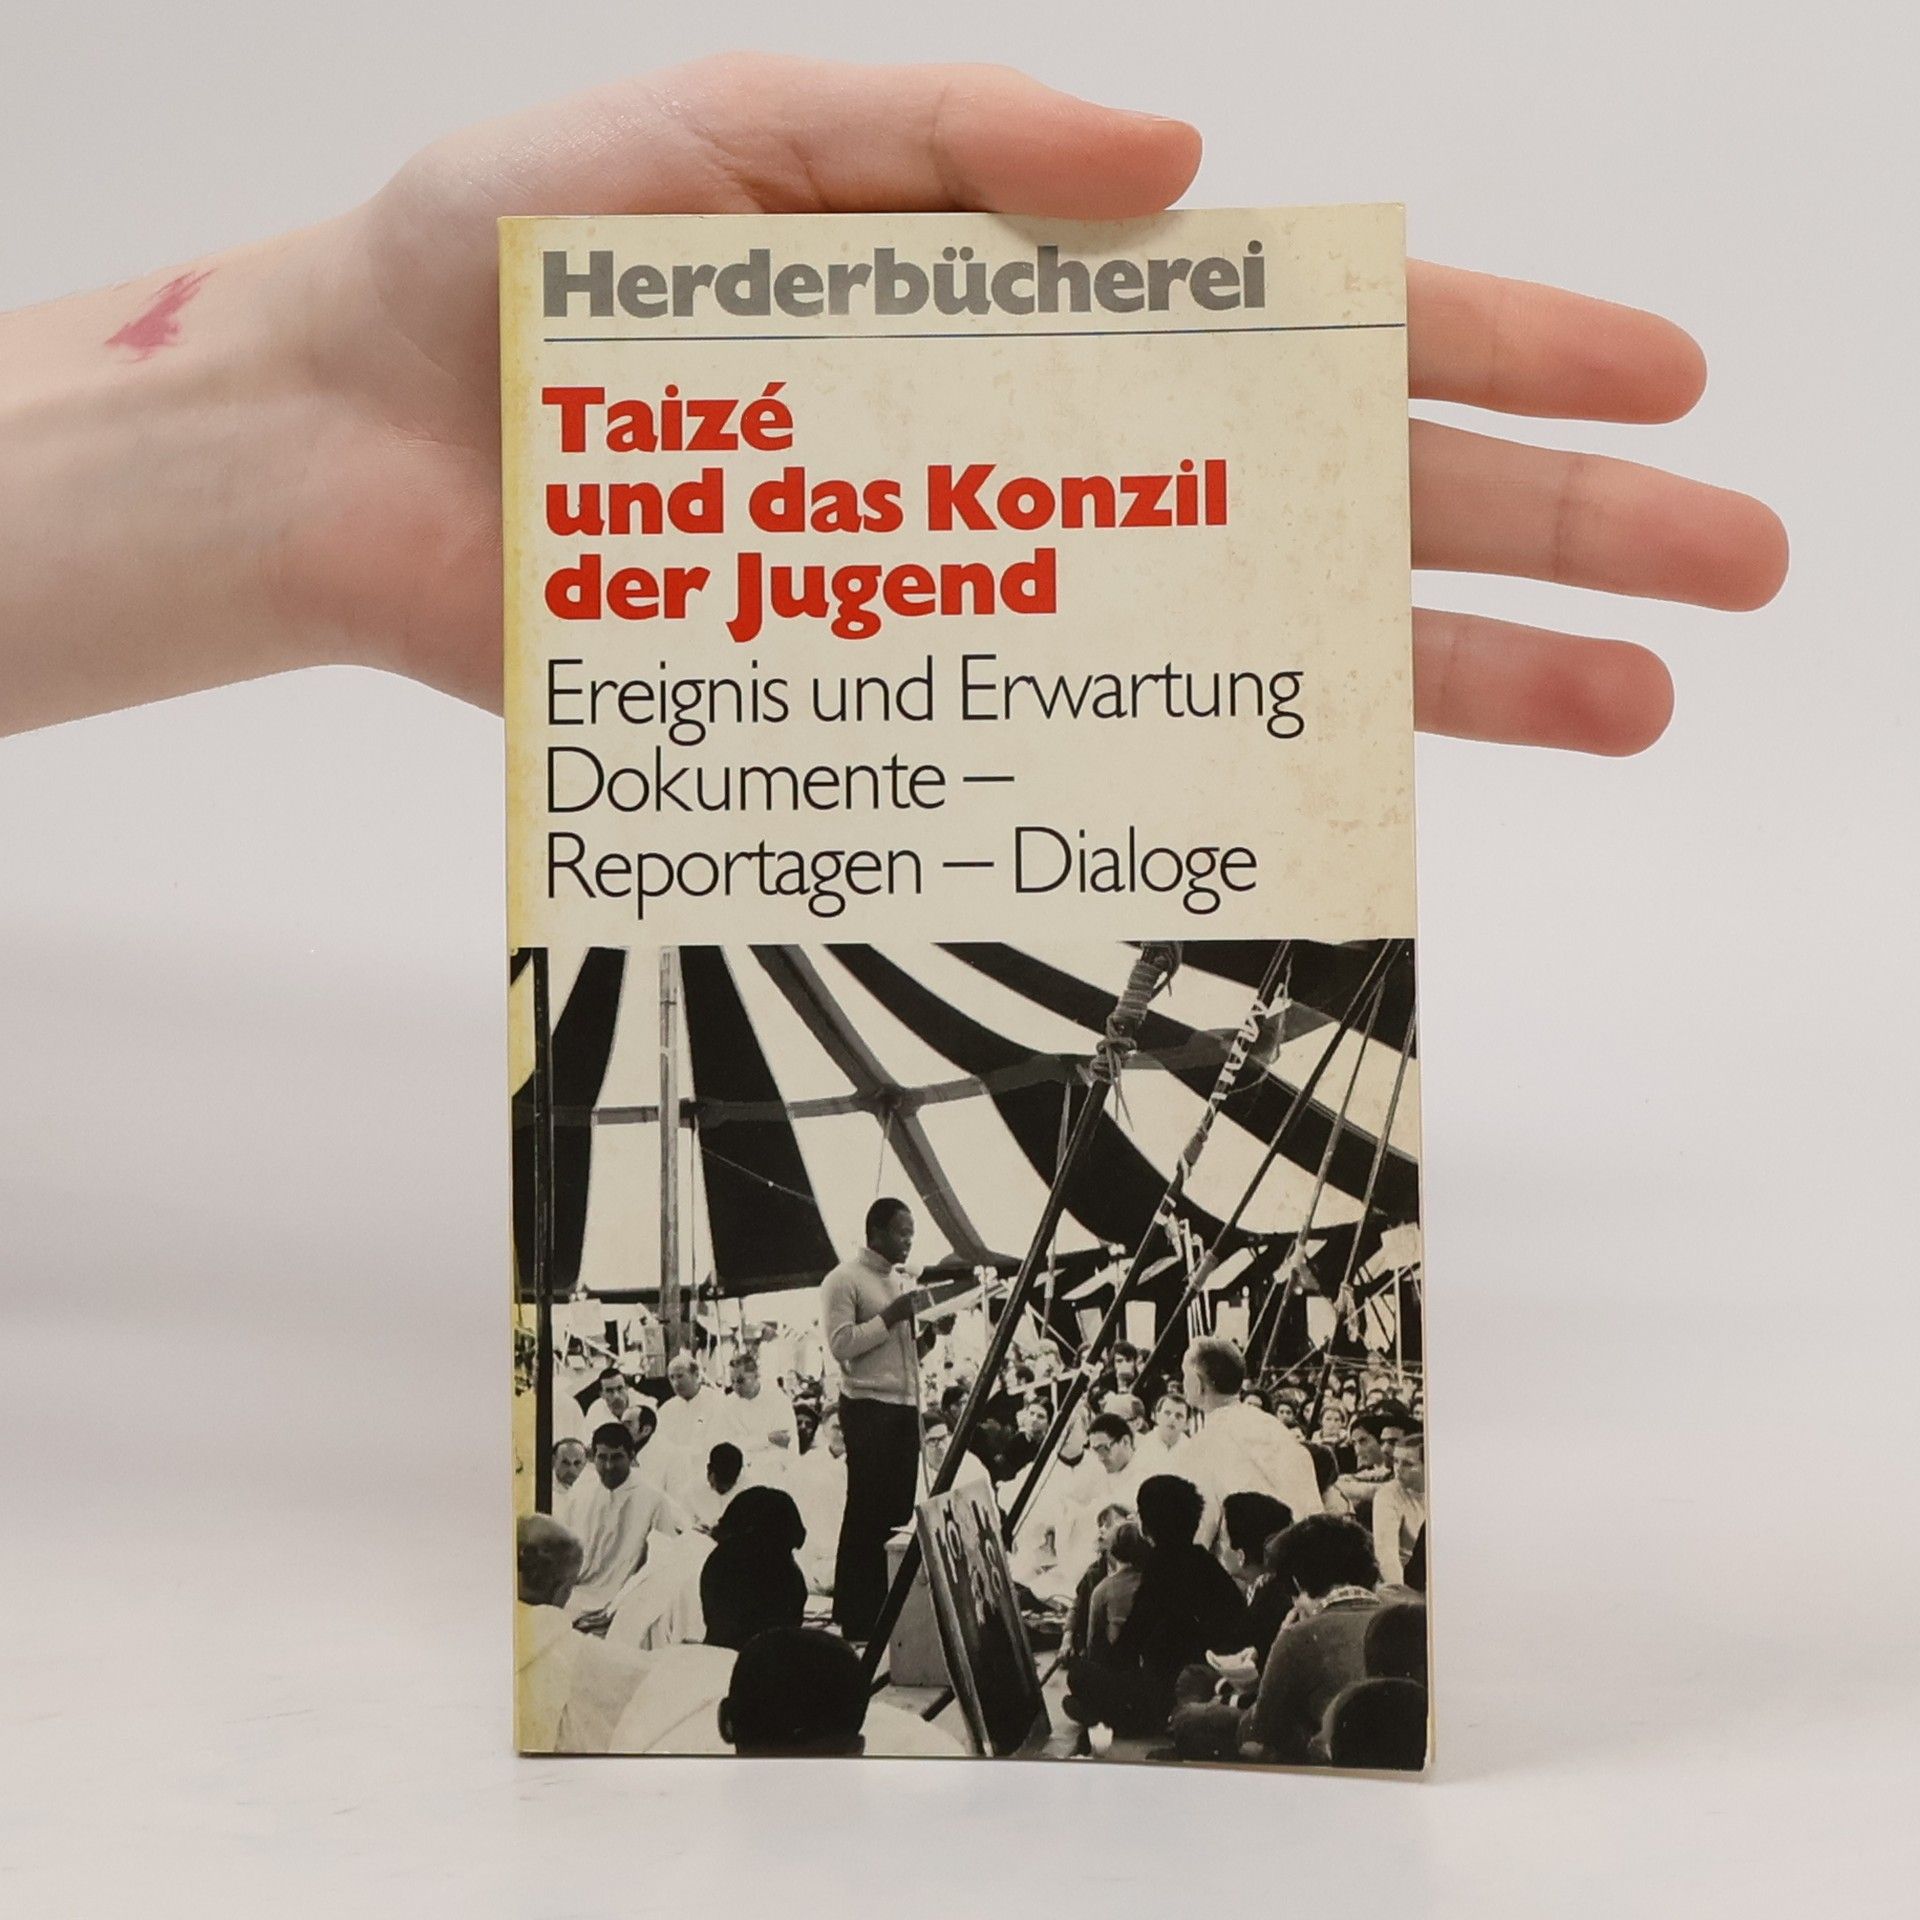 Herderbücherei
Taizé
und das Konzil
der Jugend
Ereignis und Erwartung
Dokumente –
Reportagen – Dialoge